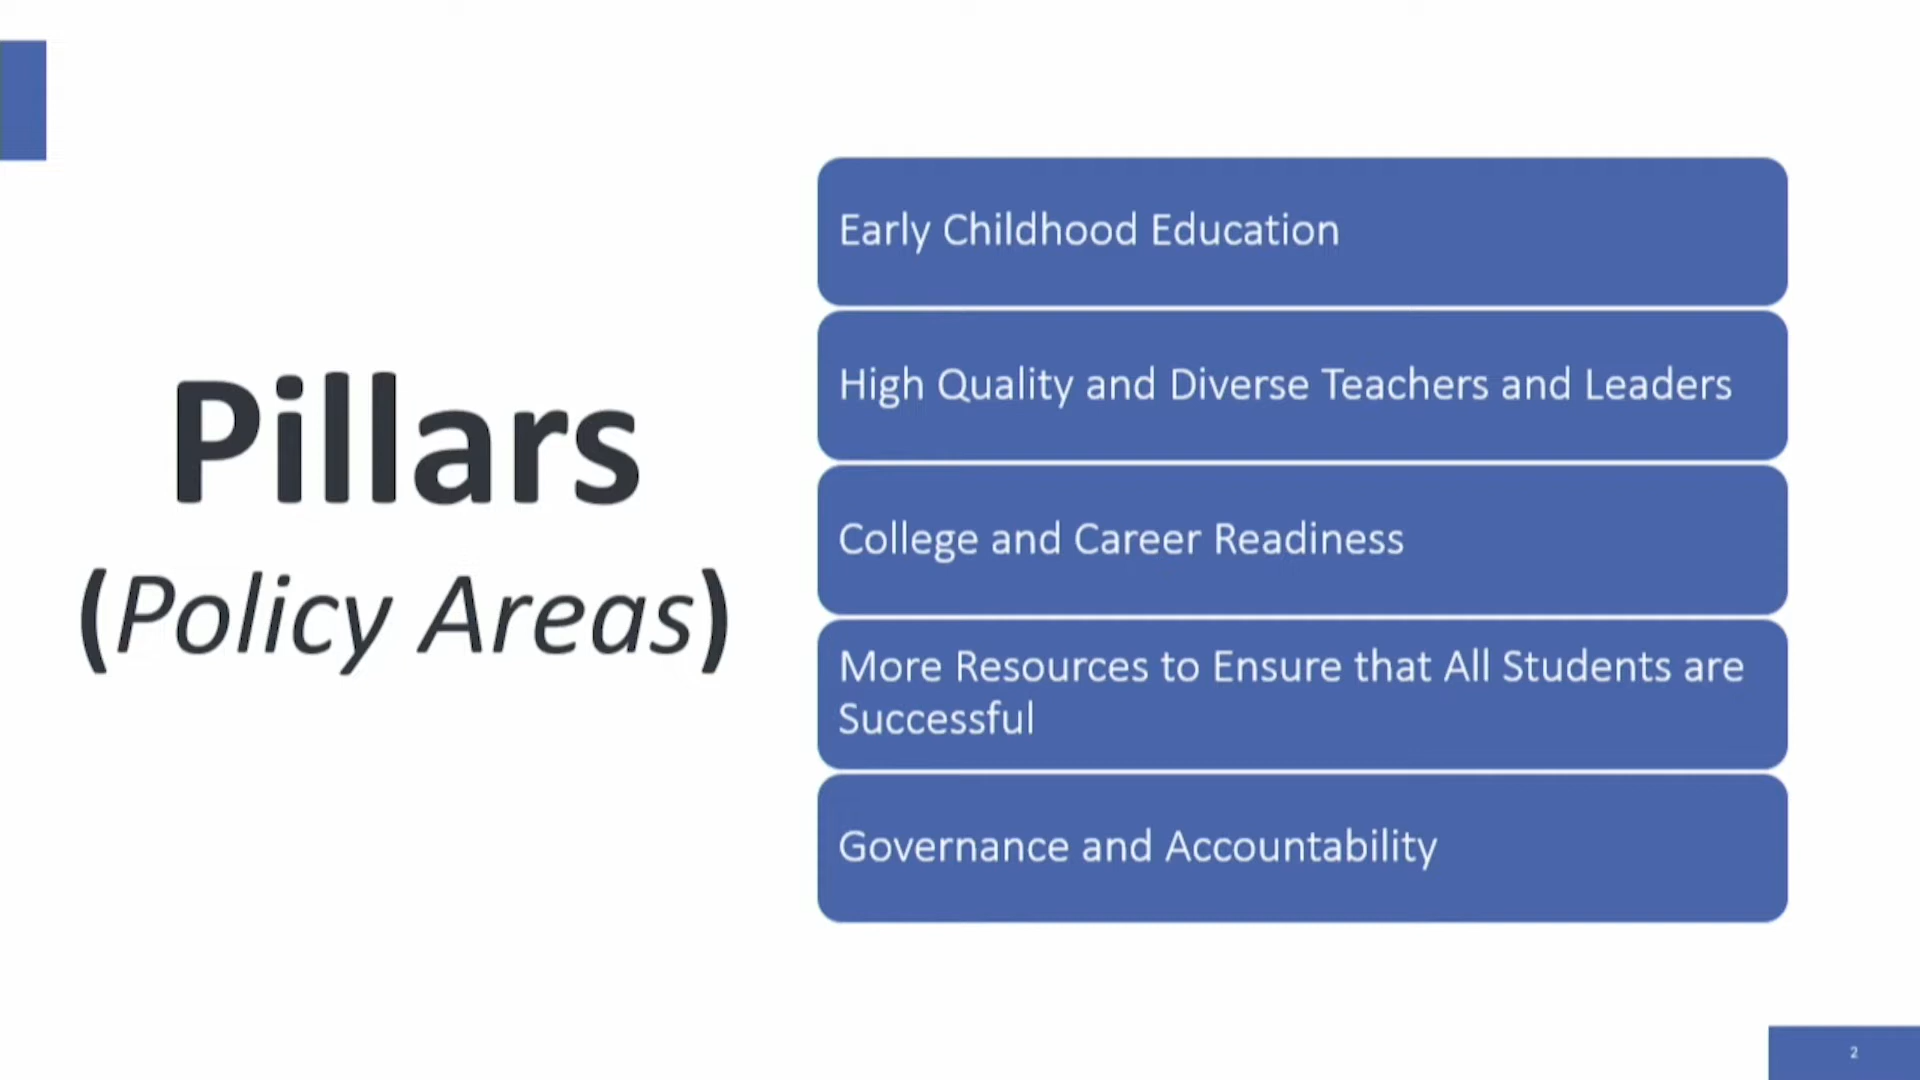 Pillars
(Policy Areas)
Early Childhood Education
High Quality and Diverse Teachers and Leaders
College and Career Readiness
More Resources to Ensure that All Students are
Successful
Governance and Accountability
2